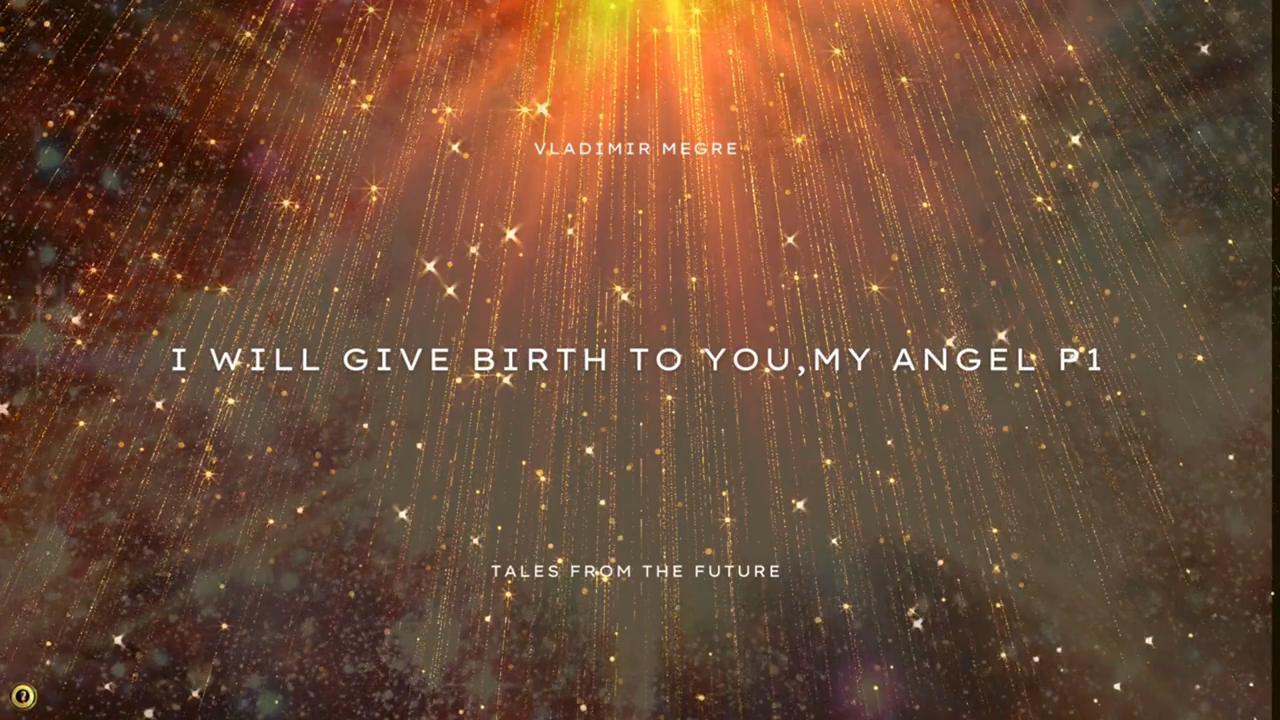 VLADIMIR MEGRE
I WILL GIVE BIRTH TO YOU,MY ANGEL P1
TALES FROM THE FUTURE